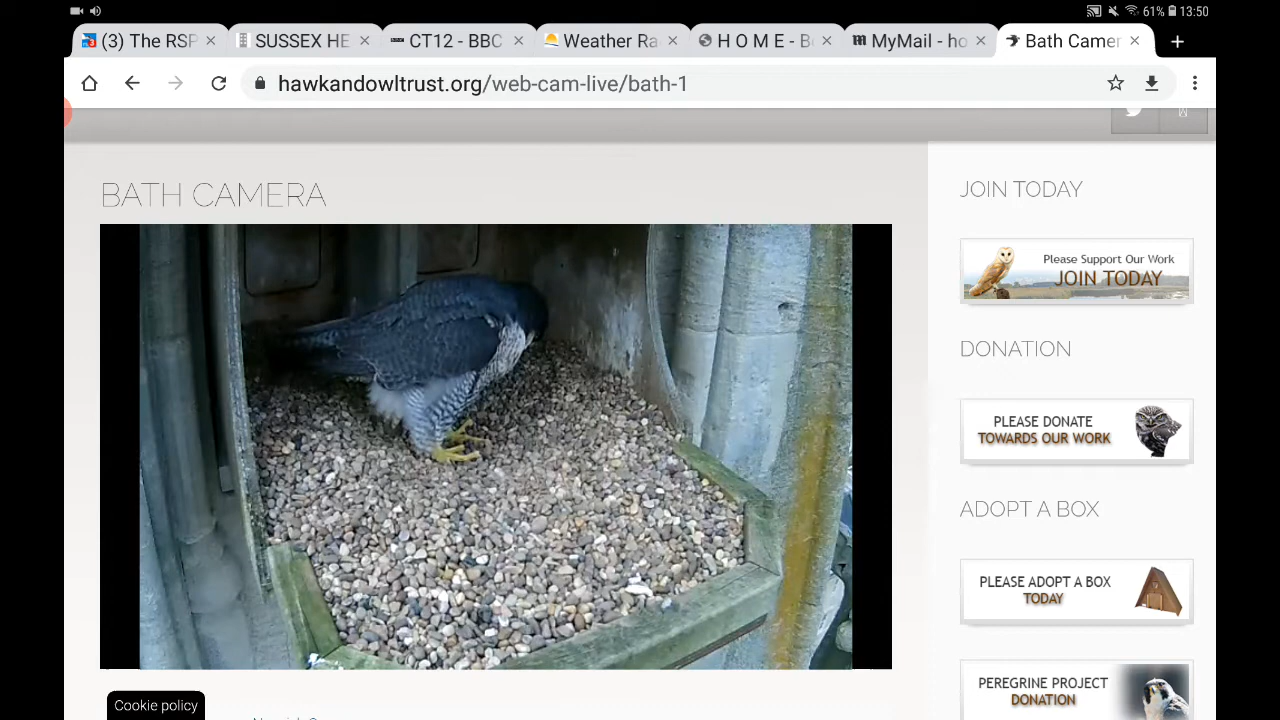 61% 13:50
(3) The RSP
SUSSEX HE
CT12 - BBC
Weather Ra
H O M E - B
MyMail - ho
Bath Camer
hawkandowltrust.org/web-cam-live/bath-1
BATH CAMERA
JOIN TODAY
Please Support Our Work
JOIN TODAY
DONATION
PLEASE DONATE
TOWARDS OUR WORK
ADOPT A BOX
PLEASE ADOPT A BOX
TODAY
PEREGRINE PROJECT
DONATION
Cookie policy